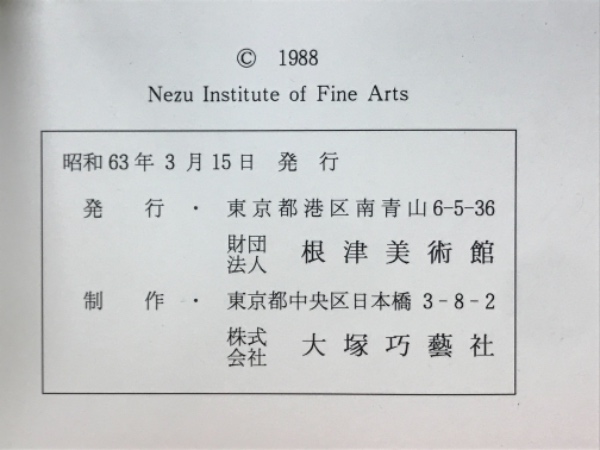 © 1988
Nezu Institute of Fine Arts
昭和63年3月15日 発行
発行・東京都港区南青山6-5-36
財団法人 根津美術館
制作・東京都中央区日本橋3-8-2
株式会社 大塚巧藝社